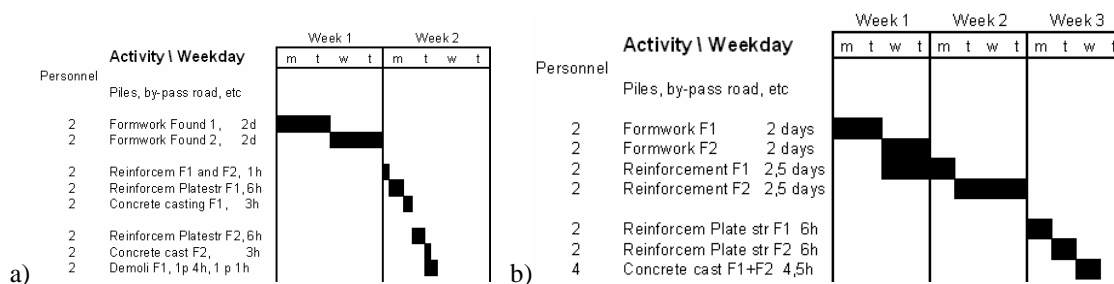 Week 1 Week 2
Activity \ Weekday m t w t m t w t
Personnel
Piles, by-pass road, etc
2 Formwork Found 1, 2d
2 Formwork Found 2, 2d
2 Reinforcem F1 and F2, 1h
2 Reinforcem Platestr F1,6h
2 Concrete casting F1, 3h
2 Reinforcem Platestr F2,6h
2 Concrete cast F2, 3h
2 Demoli F1, 1p 4h, 1 p 1h
a)
Week 1 Week 2 Week 3
Activity \ Weekday m t w t m t w t m t w t
Personnel
Piles, by-pass road, etc
2 Formwork F1 2 days
2 Formwork F2 2 days
2 Reinforcement F1 2,5 days
2 Reinforcement F2 2,5 days
2 Reinforcem Plate str F1 6h
2 Reinforcem Plate str F2 6h
4 Concrete cast F1+F2 4,5h
b)